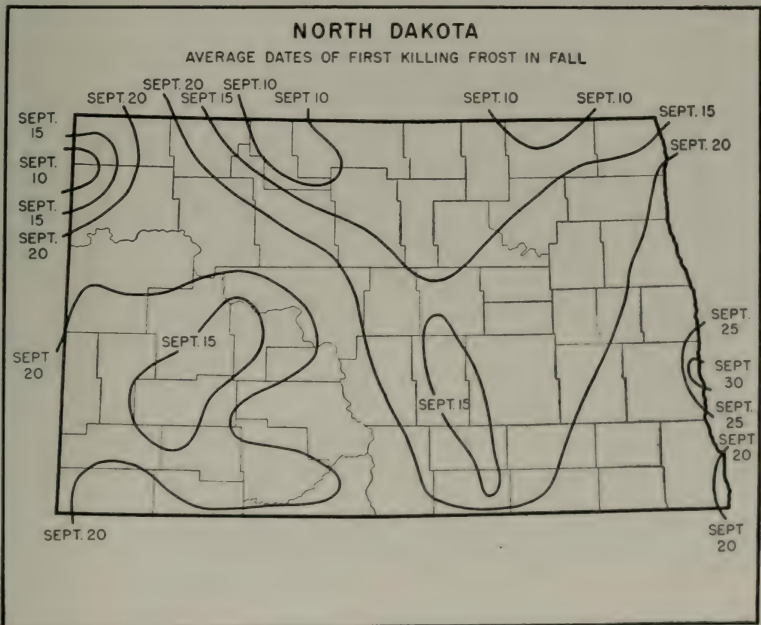 NORTH DAKOTA
AVERAGE DATES OF FIRST KILLING FROST IN FALL
SEPT. 20
SEPT. 10
SEPT. 20
SEPT. 15
SEPT. 10
SEPT. 10
SEPT. 10
SEPT. 15
SEPT.
15
SEPT.
10
SEPT.
15
SEPT.
20
SEPT. 20
SEPT
20
SEPT. 15
SEPT. 15
SEPT.
25
SEPT
30
SEPT.
25
SEPT
20
SEPT
20
SEPT. 20